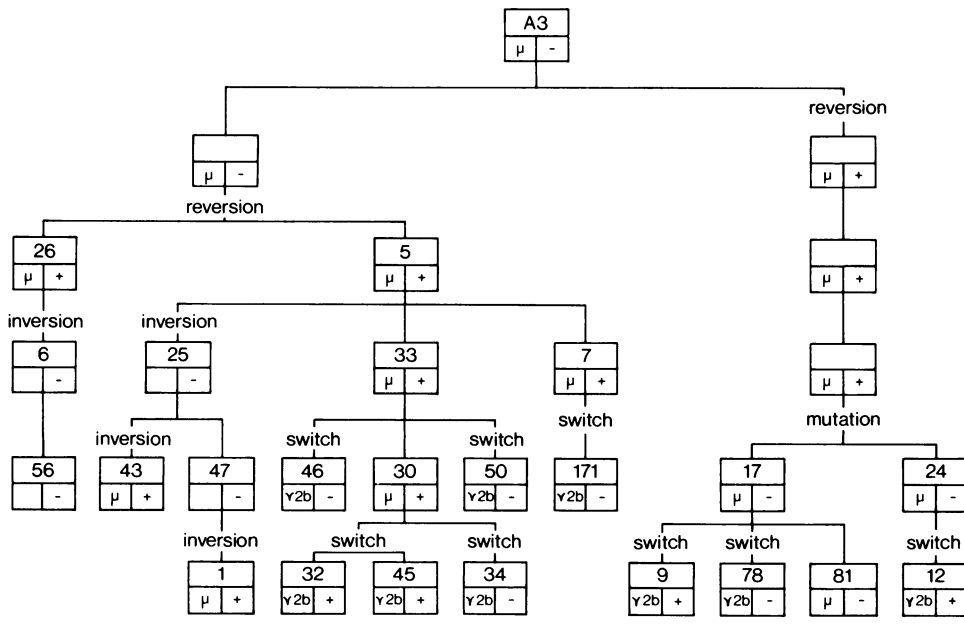 A3
μ -
reversion
μ -
μ +
reversion
26 5
μ + μ + μ +
inversion inversion
6 25 33 7
- - μ + μ + μ +
mutation
inversion switch switch switch
56 43 47 46 30 50 171 17 24
- μ + - γ2b - μ + γ2b - γ2b - μ - μ -
inversion switch switch switch switch switch
1 32 45 34 9 78 81 12
μ + γ2b + γ2b + γ2b - γ2b + γ2b - μ - γ2b +